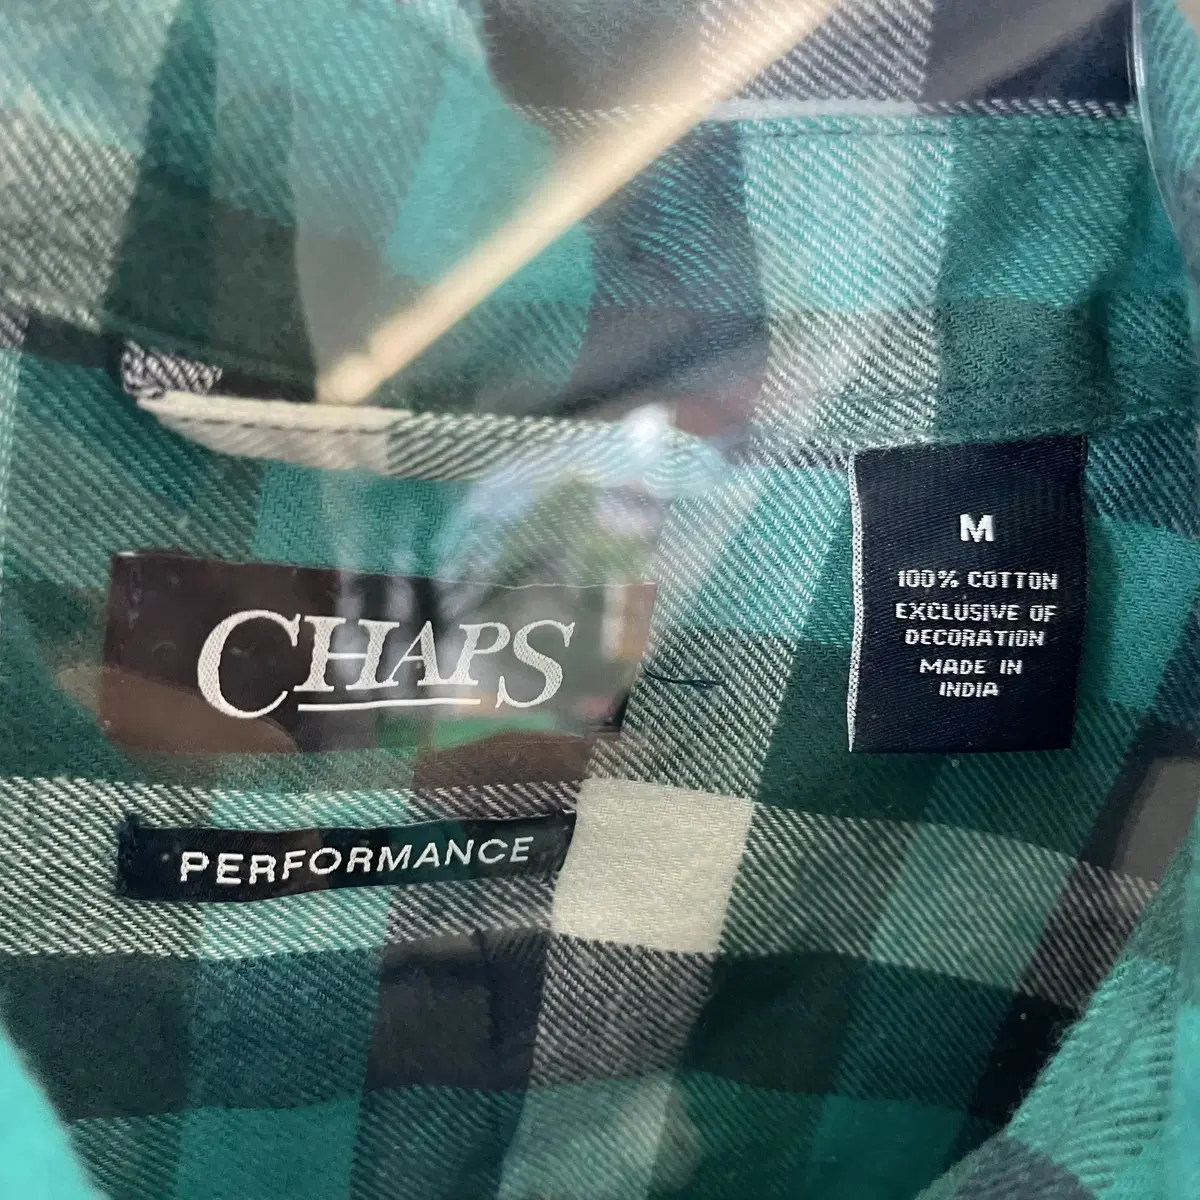 CHAPS
PERFORMANCE
M
100% COTTON
EXCLUSIVE OF
DECORATION
MADE IN
INDIA